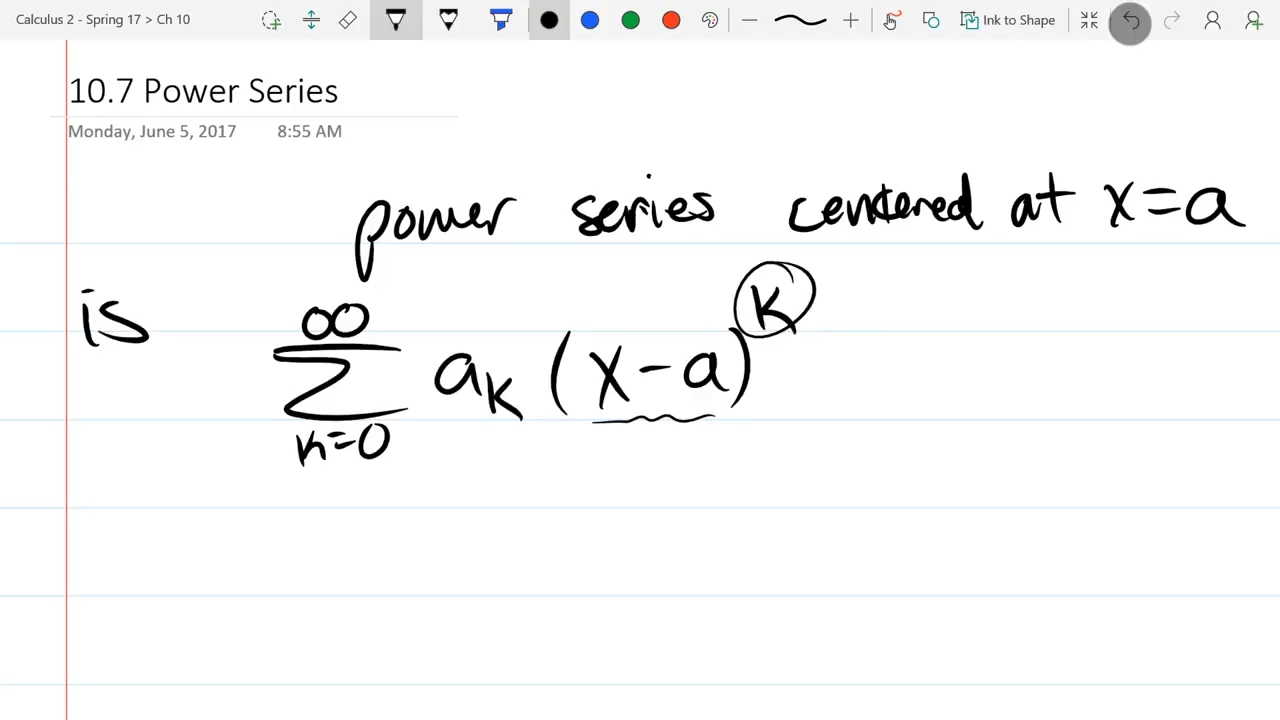 Calculus 2 - Spring 17 > Ch 10 Ink to Shape
10.7 Power Series
Monday, June 5, 2017 8:55 AM
power series centered at x=a
is ∑_{k=0}^{∞} a_k (x-a)^k